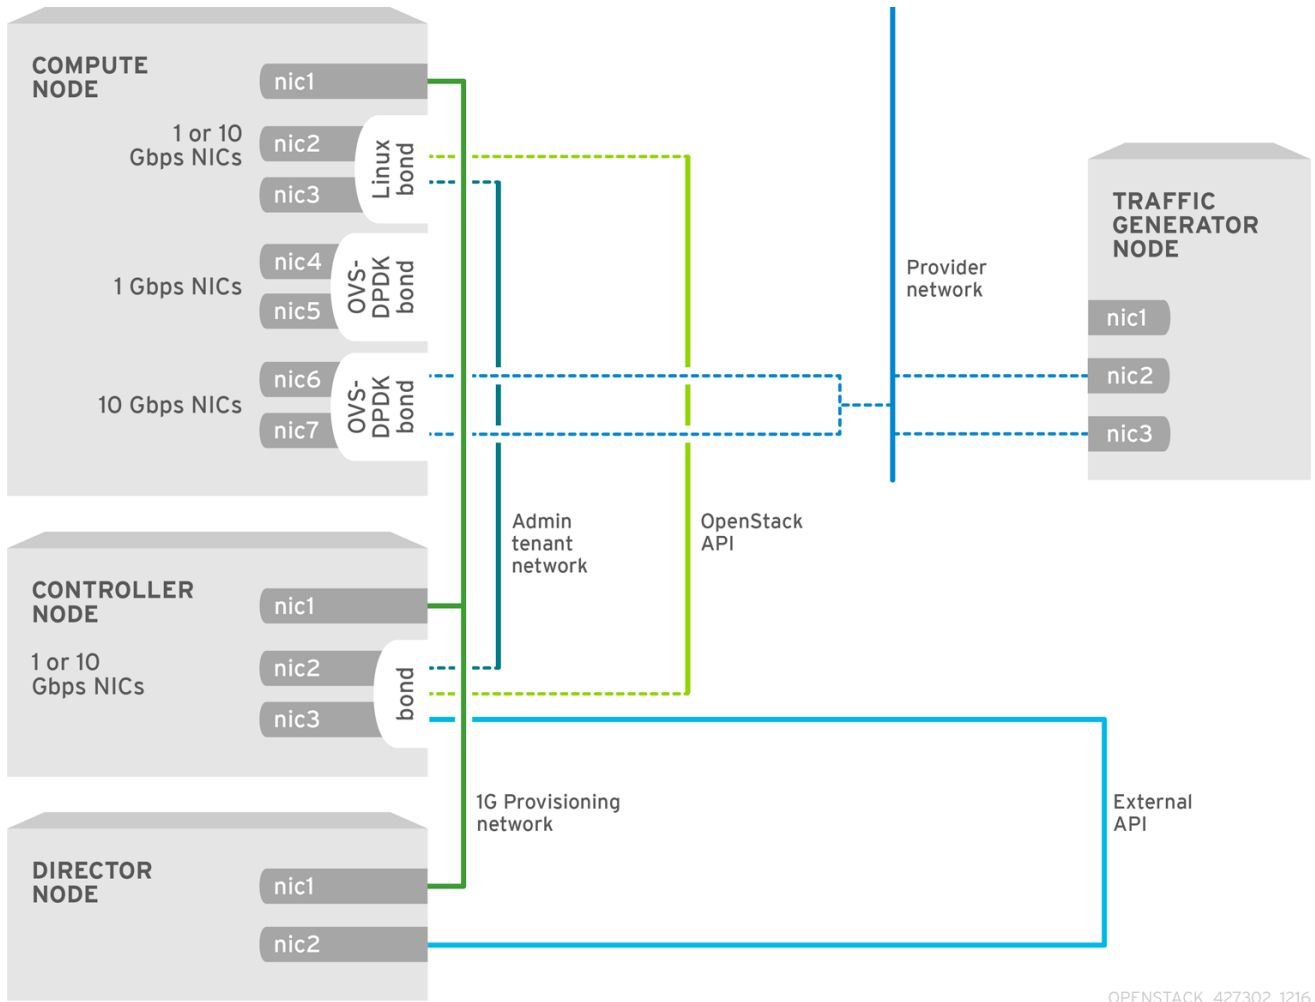 COMPUTE
NODE
nic1
1 or 10
Gbps NICs
nic2
nic3
Linux
bond
1 Gbps NICs
nic4
nic5
OVS-
DPDK
bond
10 Gbps NICs
nic6
nic7
OVS-
DPDK
bond
Provider
network
TRAFFIC
GENERATOR
NODE
nic1
nic2
nic3
Admin
tenant
network
OpenStack
API
CONTROLLER
NODE
nic1
1 or 10
Gbps NICs
nic2
nic3
bond
1G Provisioning
network
External
API
DIRECTOR
NODE
nic1
nic2
OPENSTACK_427302_1216